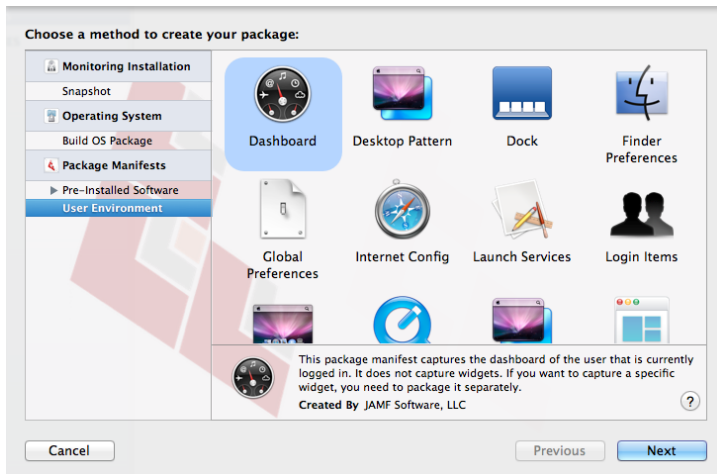 Choose a method to create your package:
Monitoring Installation
Snapshot
Operating System
Build OS Package
Package Manifests
Pre-Installed Software
User Environment
Dashboard
Desktop Pattern
Dock
Finder
Preferences
Global
Preferences
Internet Config
Launch Services
Login Items
This package manifest captures the dashboard of the user that is currently
logged in. It does not capture widgets. If you want to capture a specific
widget, you need to package it separately.
Created By JAMF Software, LLC
?
Cancel
Previous
Next